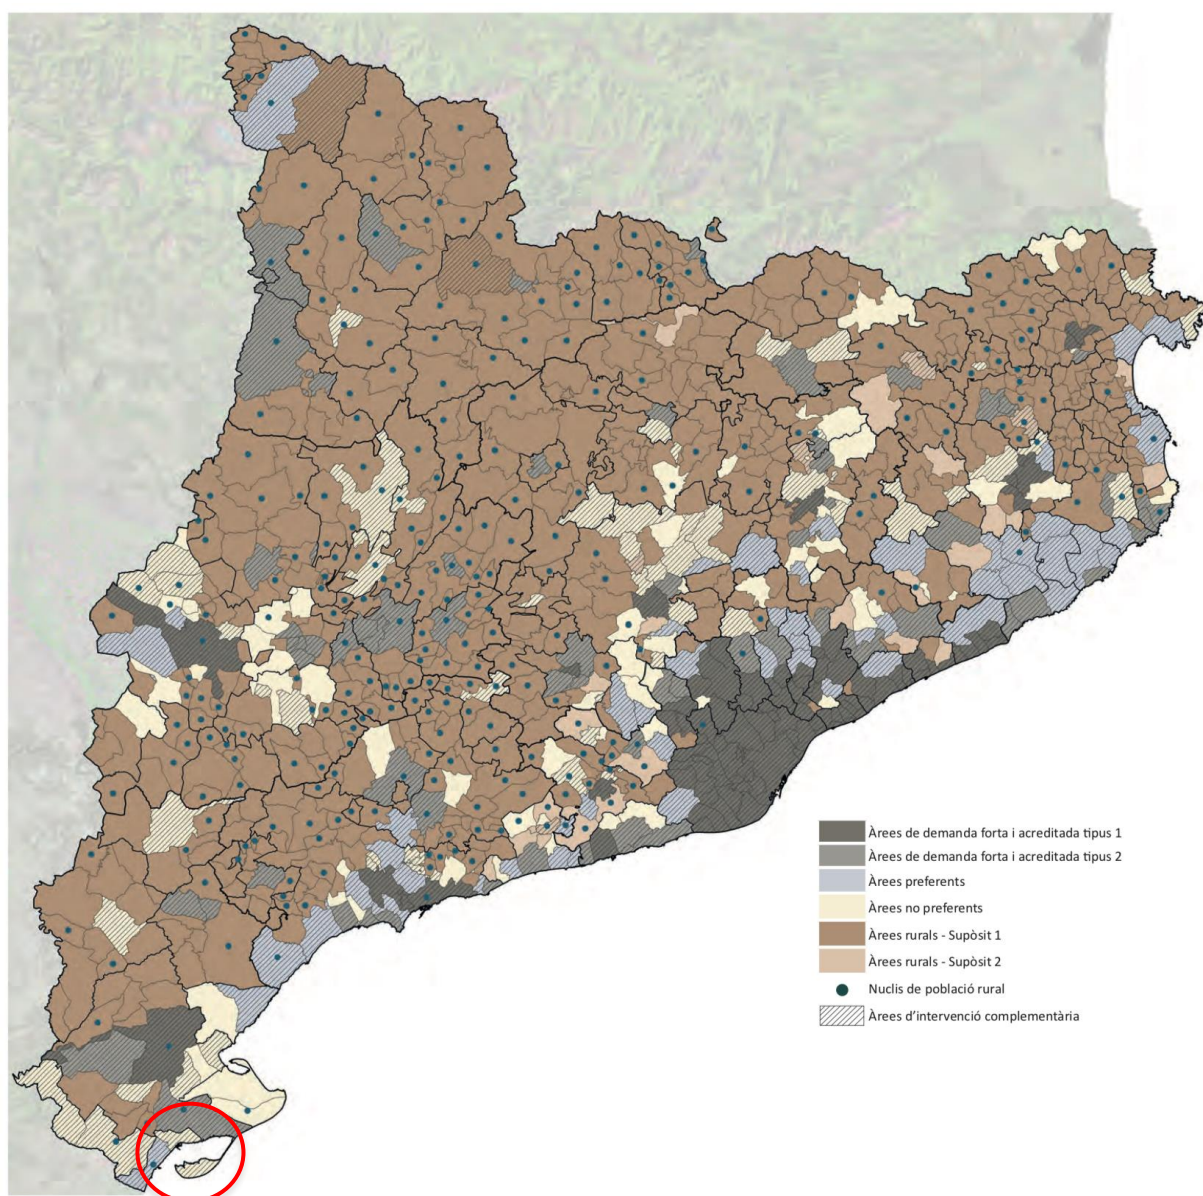 Àrees de demanda forta i acreditada tipus 1
Àrees de demanda forta i acreditada tipus 2
Àrees preferents
Àrees no preferents
Àrees rurals - Supòsit 1
Àrees rurals - Supòsit 2
Nuclis de població rural
Àrees d'intervenció complementària